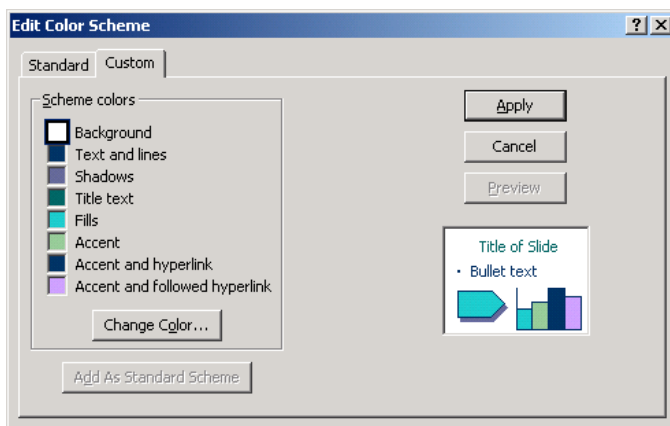 Edit Color Scheme
Standard
Custom
Scheme colors
Background
Text and lines
Shadows
Title text
Fills
Accent
Accent and hyperlink
Accent and followed hyperlink
Change Color...
Add As Standard Scheme
Apply
Cancel
Preview
Title of Slide
• Bullet text